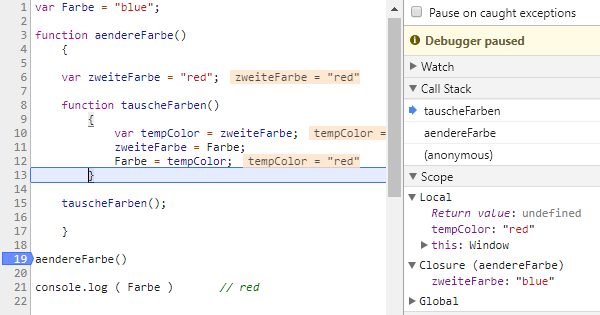 1 var Farbe = "blue";
2
3 function aendereFarbe()
4 {
5
6 var zweiteFarbe = "red"; zweiteFarbe = "red"
7
8 function tauscheFarben()
9 {
10 var tempColor = zweiteFarbe; tempColor =
11 zweiteFarbe = Farbe;
12 Farbe = tempColor; tempColor = "red"
13 }
14
15 tauscheFarben();
16
17 }
18
19 aendereFarbe()
20
21 console.log ( Farbe ) // red
22
Pause on caught exceptions
Debugger paused
Watch
Call Stack
tauscheFarben
aendereFarbe
(anonymous)
Scope
Local
Return value: undefined
tempColor: "red"
this: Window
Closure (aendereFarbe)
zweiteFarbe: "blue"
Global